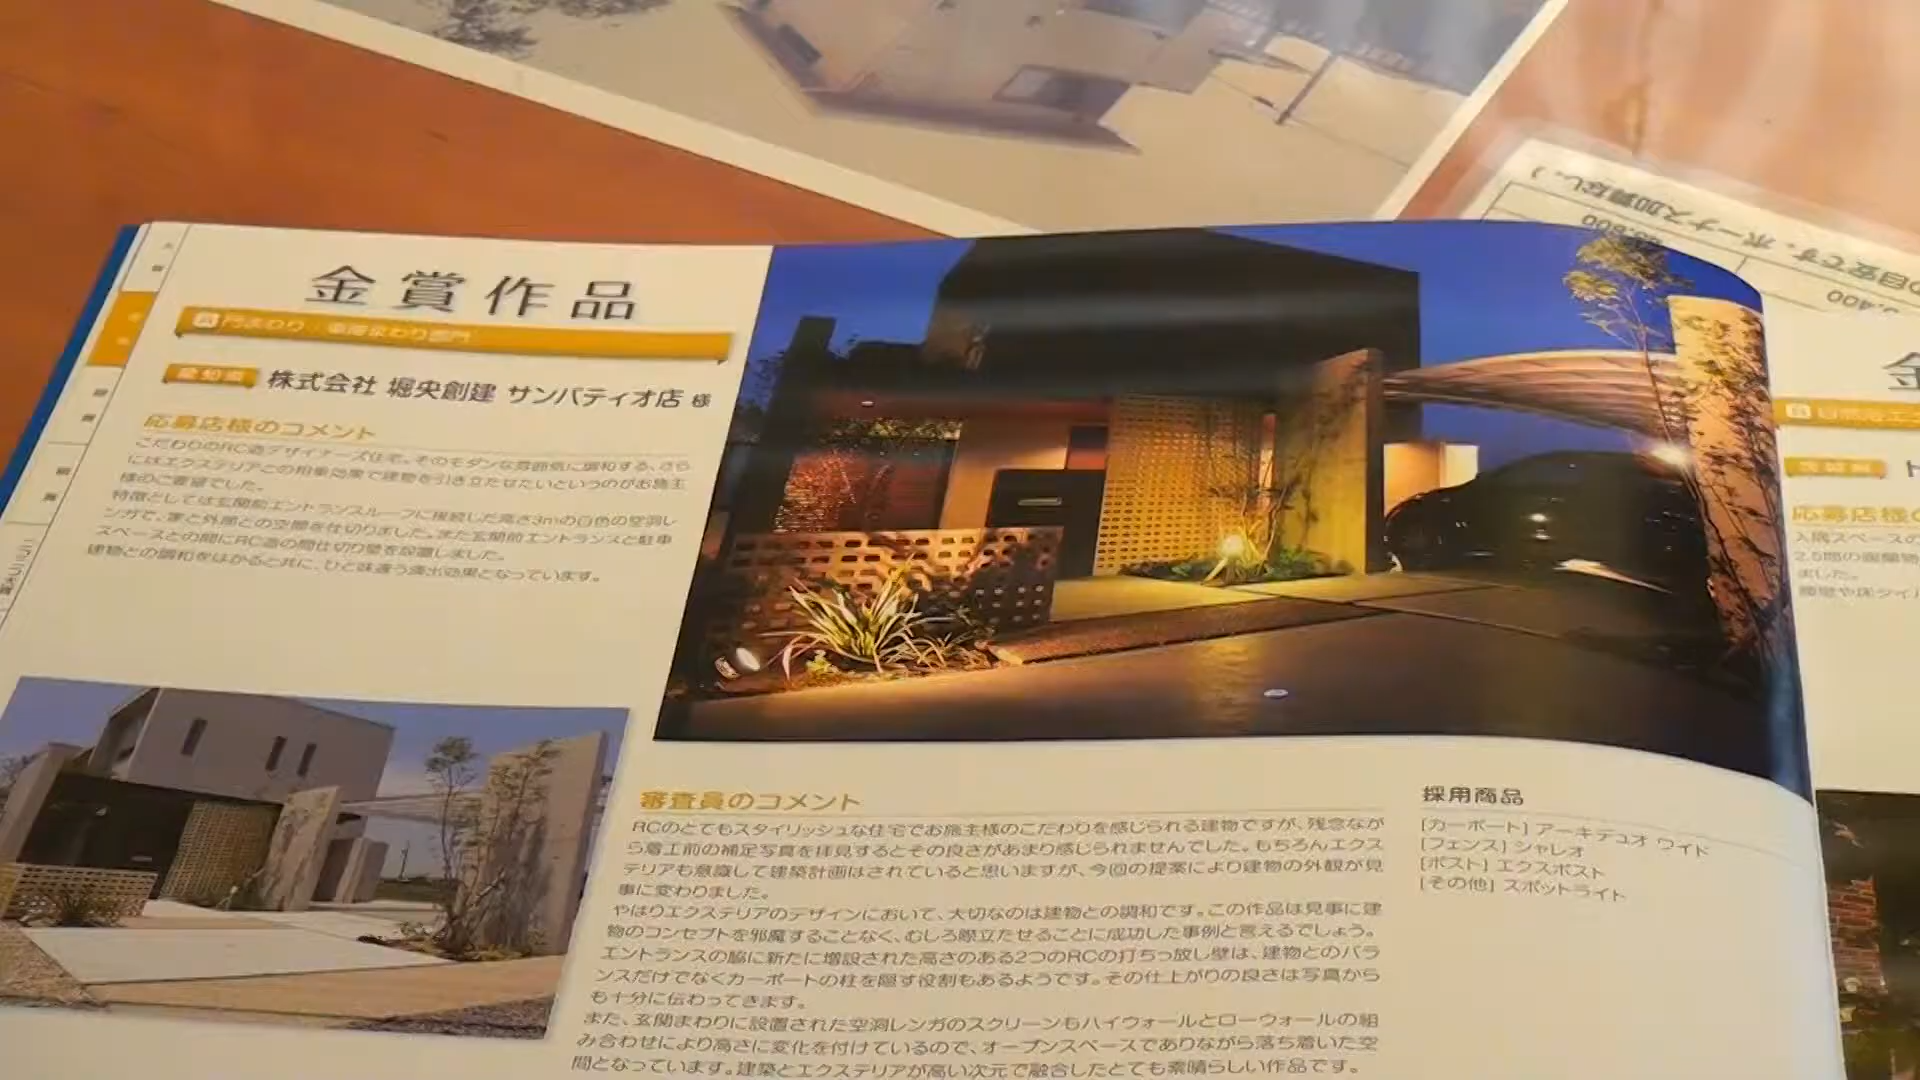 金賞作品
門まわり・車庫まわり部門
愛知県 株式会社 堀央創建 サンパティオ店 様
応募店様のコメント
こだわりのRC造デザイナーズ住宅。そのモダンな雰囲気に調和する、さら
にはエクステリアとの相乗効果で建物を引き立たせたいというのがお施主
様のご要望でした。
特徴としては玄関前エントランスルーフに接続した高さ3mの白色の空洞レ
ンガで、家と外部との空間を仕切りました。また玄関前エントランスと駐車
スペースとの間にRC造の間仕切り壁を設置しました。
建物との調和をはかると共に、ひと味違う演出効果となっています。
審査員のコメント
RCのとてもスタイリッシュな住宅でお施主様のこだわりを感じられる建物ですが、残念なが
ら着工前の補足写真を拝見するとその良さがあまり感じられませんでした。もちろんエクス
テリアも意識して建築計画はされていると思いますが、今回の提案により建物の外観が見
事に変わりました。
やはりエクステリアのデザインにおいて、大切なのは建物との調和です。この作品は見事に建
物のコンセプトを邪魔することなく、むしろ際立たせることに成功した事例と言えるでしょう。
エントランスの脇に新たに増設された高さのある2つのRCの打ちっ放し壁は、建物とのバラ
ンスだけでなくカーポートの柱を隠す役割もあるようです。その仕上がりの良さは写真から
も十分に伝わってきます。
また、玄関まわりに設置された空洞レンガのスクリーンもハイウォールとローウォールの組
み合わせにより高さに変化を付けているので、オープンスペースでありながら落ち着いた空
間となっています。建築とエクステリアが高い次元で融合したとても素晴らしい作品です。
採用商品
[カーポート] アーキデュオ ワイド
[フェンス] シャレオ
[ポスト] エクスポスト
[その他] スポットライト
金
応募店様の
入隅スペースの
ました。
の目安です。ボーナス加算なし。)